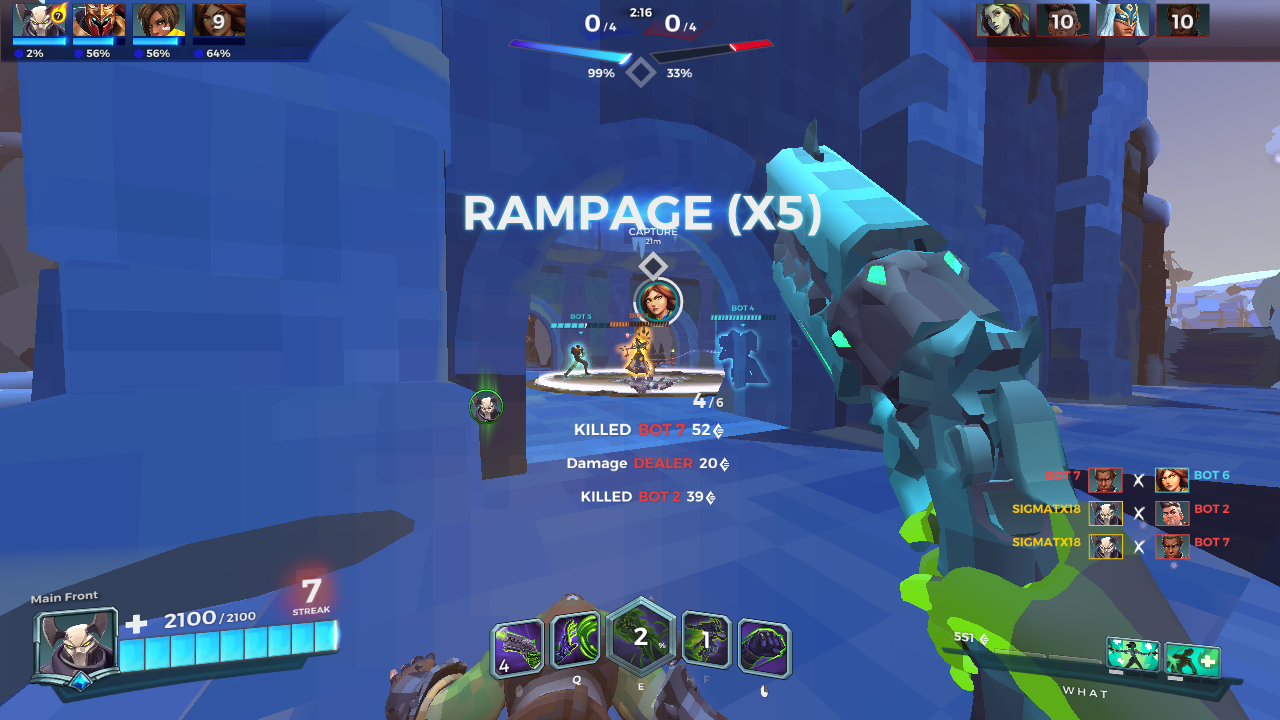 7
9
10
10
2%
56%
56%
64%
0/4
2:16
0/4
99%
33%
RAMPAGE (X5)
CAPTURE
21m
BOT 5
BOT 4
4/6
KILLED BOT 7 52
Damage DEALER 20
KILLED BOT 2 39
BOT 7 X BOT 6
SIGMATX18 X BOT 2
SIGMATX18 X BOT 7
Main Front
2100/2100
7
STREAK
4
Q
2%
E
1
F
L
551
WHAT